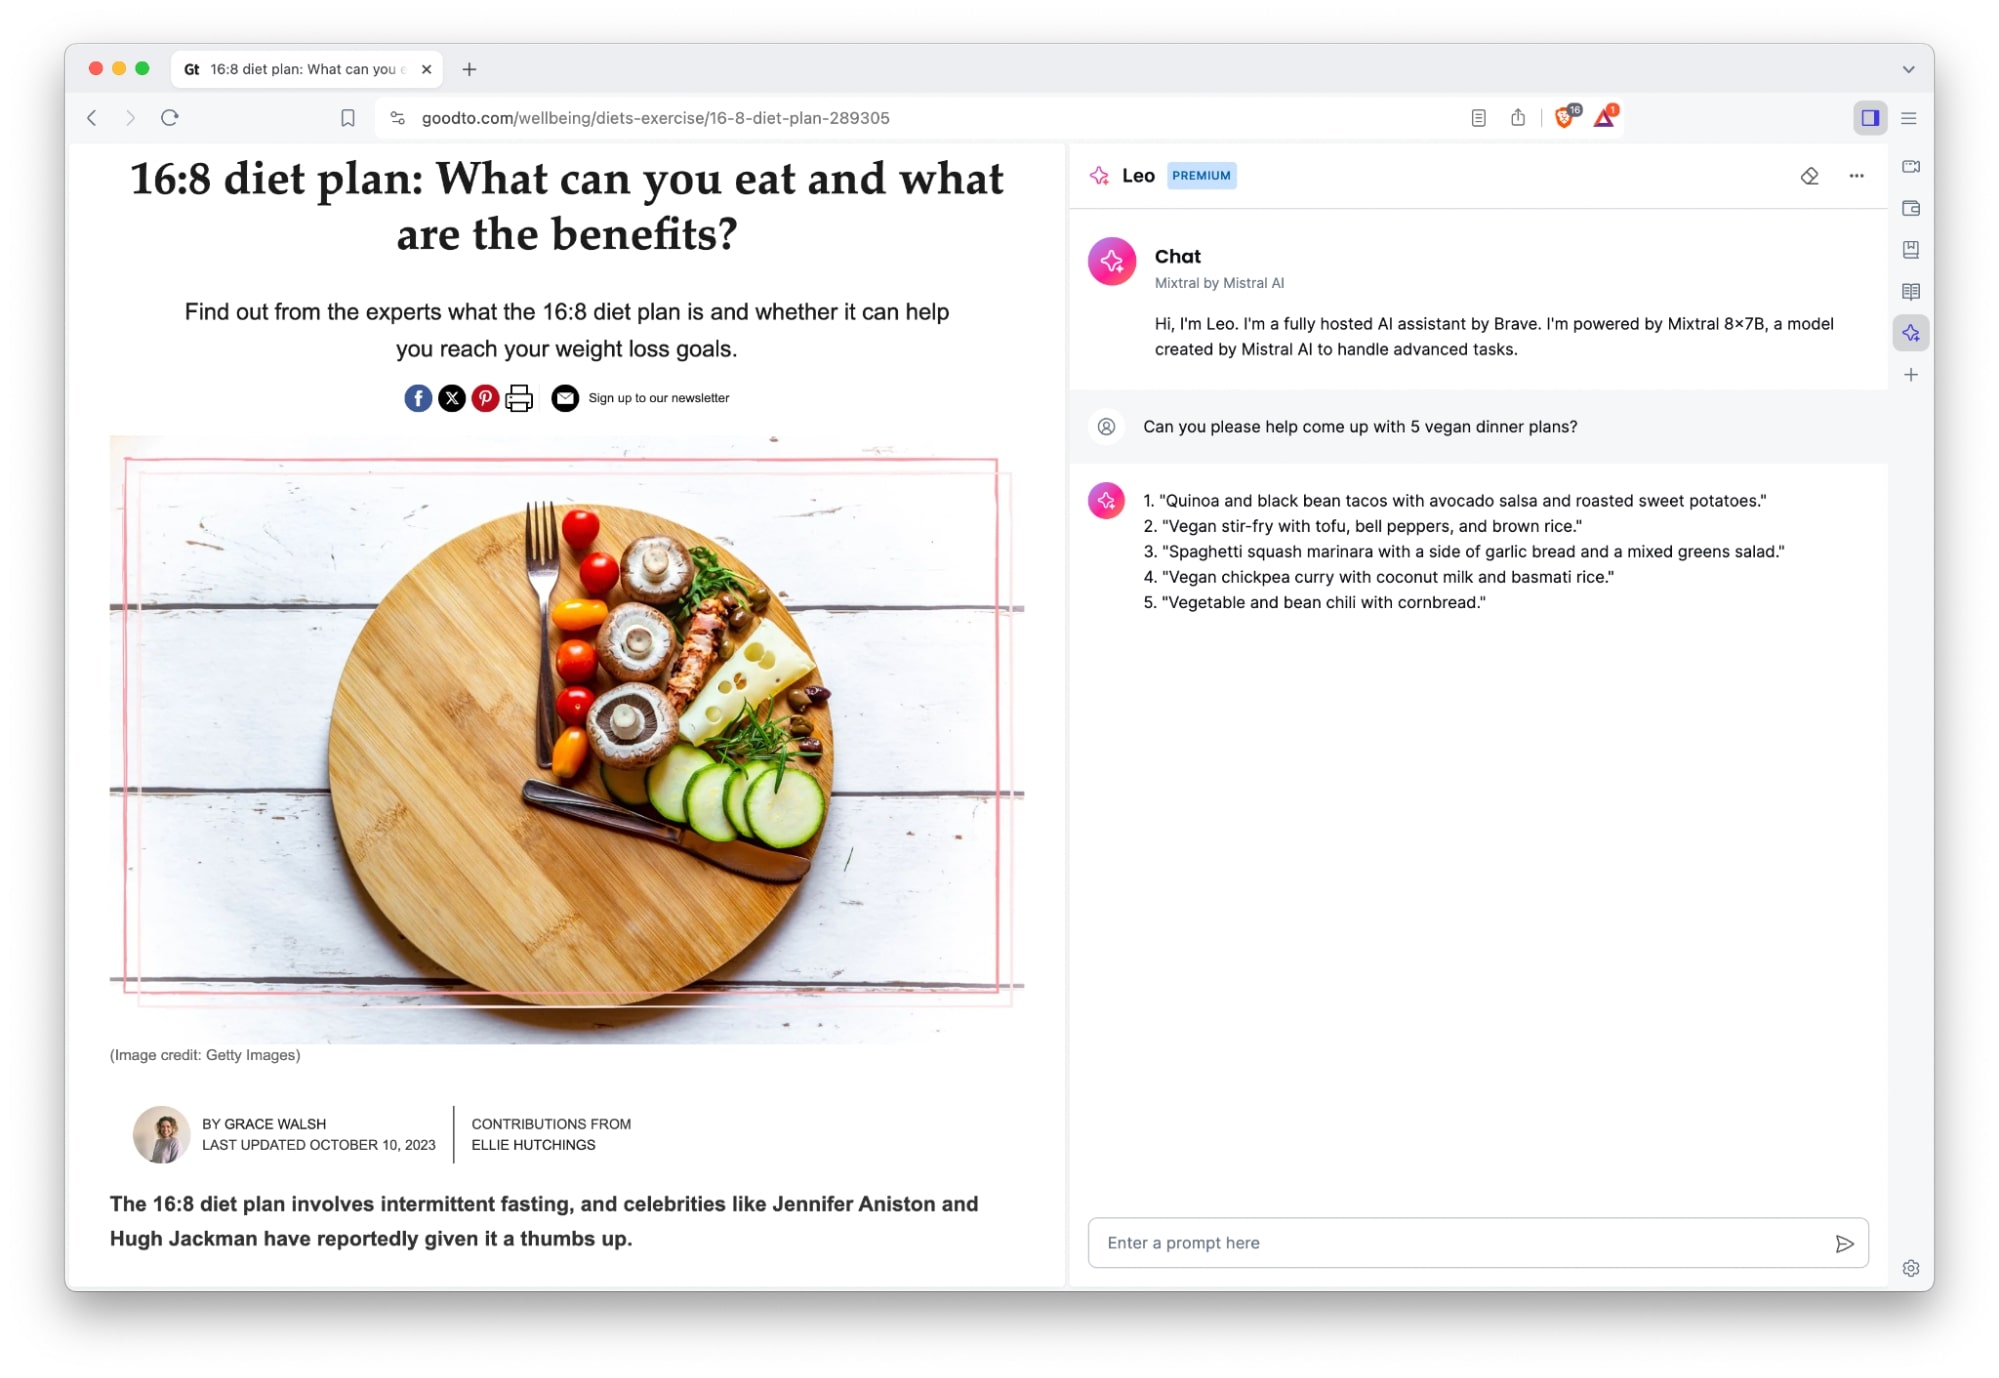 Gt 16:8 diet plan: What can you e
goodto.com/wellbeing/diets-exercise/16-8-diet-plan-289305
16
1
16:8 diet plan: What can you eat and what
are the benefits?
Find out from the experts what the 16:8 diet plan is and whether it can help
you reach your weight loss goals.
Sign up to our newsletter
(Image credit: Getty Images)
BY GRACE WALSH
LAST UPDATED OCTOBER 10, 2023
CONTRIBUTIONS FROM
ELLIE HUTCHINGS
The 16:8 diet plan involves intermittent fasting, and celebrities like Jennifer Aniston and
Hugh Jackman have reportedly given it a thumbs up.
Leo PREMIUM
Chat
Mixtral by Mistral AI
Hi, I'm Leo. I'm a fully hosted AI assistant by Brave. I'm powered by Mixtral 8×7B, a model
created by Mistral AI to handle advanced tasks.
Can you please help come up with 5 vegan dinner plans?
1. "Quinoa and black bean tacos with avocado salsa and roasted sweet potatoes."
2. "Vegan stir-fry with tofu, bell peppers, and brown rice."
3. "Spaghetti squash marinara with a side of garlic bread and a mixed greens salad."
4. "Vegan chickpea curry with coconut milk and basmati rice."
5. "Vegetable and bean chili with cornbread."
Enter a prompt here